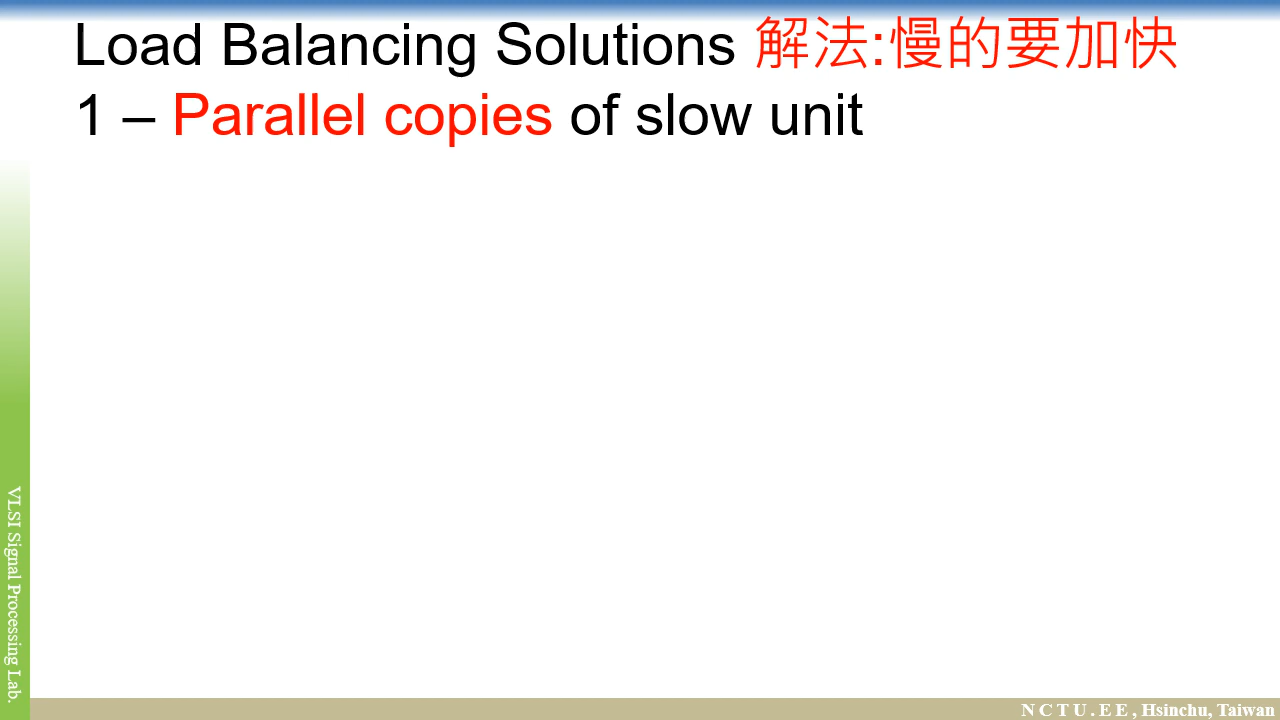 Load Balancing Solutions 解法:慢的要加快
1 – Parallel copies of slow unit
VLSI Signal Processing Lab.
N C T U . E E , Hsinchu, Taiwan